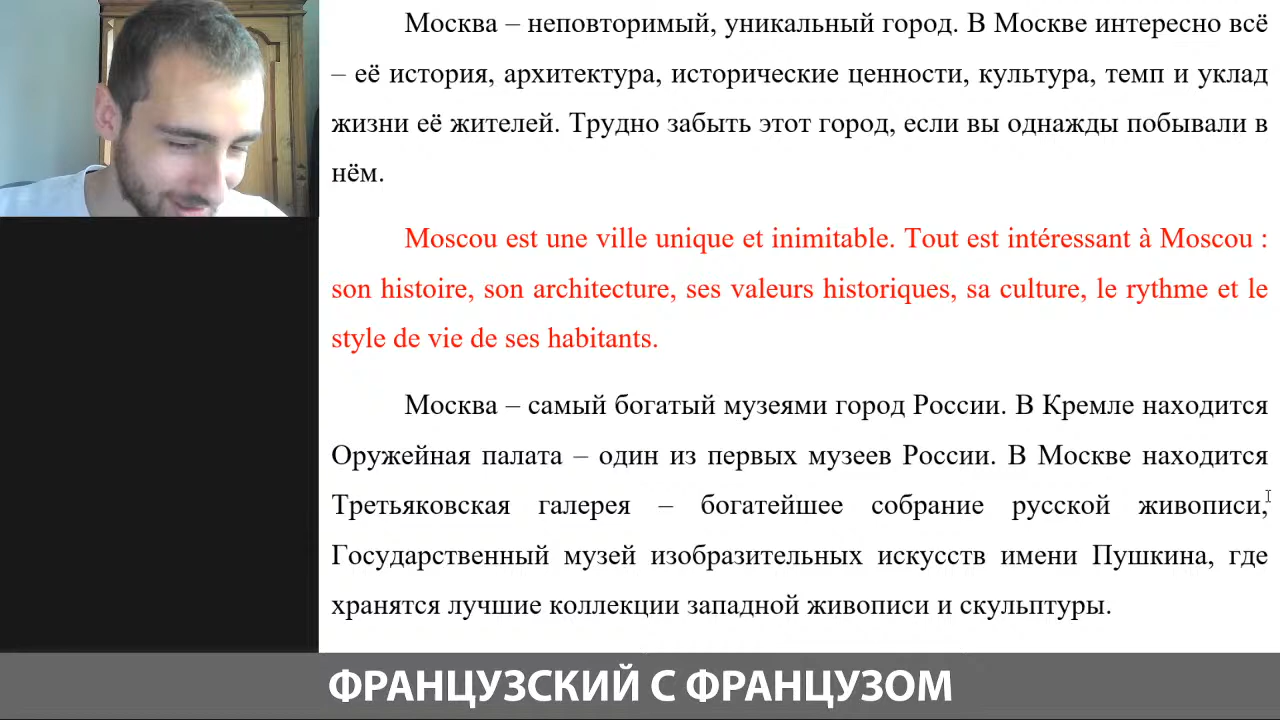 Москва – неповторимый, уникальный город. В Москве интересно всё
– её история, архитектура, исторические ценности, культура, темп и уклад
жизни её жителей. Трудно забыть этот город, если вы однажды побывали в
нём.
Moscou est une ville unique et inimitable. Tout est intéressant à Moscou :
son histoire, son architecture, ses valeurs historiques, sa culture, le rythme et le
style de vie de ses habitants.
Москва – самый богатый музеями город России. В Кремле находится
Оружейная палата – один из первых музеев России. В Москве находится
Третьяковская галерея – богатейшее собрание русской живописи,
Государственный музей изобразительных искусств имени Пушкина, где
хранятся лучшие коллекции западной живописи и скульптуры.
ФРАНЦУЗСКИЙ С ФРАНЦУЗОМ